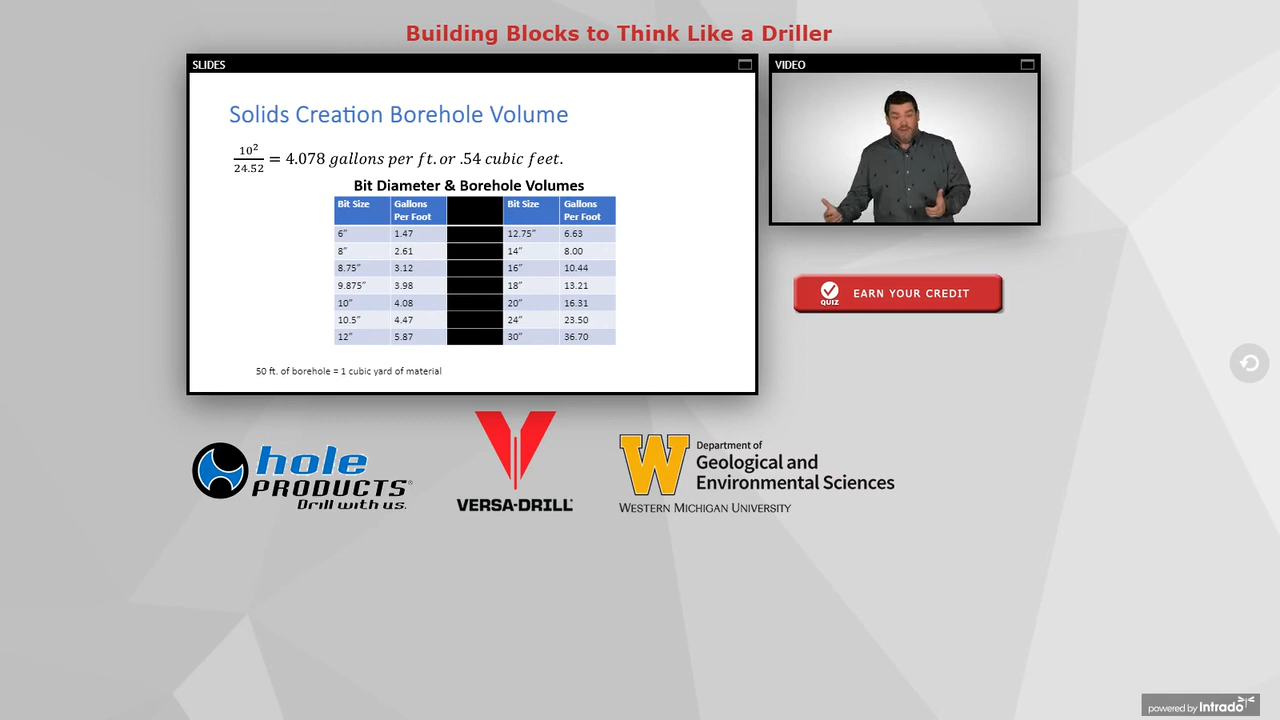 Building Blocks to Think Like a Driller
SLIDES
VIDEO
Solids Creation Borehole Volume
10²/24.52 = 4.078 gallons per ft. or .54 cubic feet.
Bit Diameter & Borehole Volumes
Bit Size Gallons Per Foot Bit Size Gallons Per Foot
6" 1.47 12.75" 6.63
8" 2.61 14" 8.00
8.75" 3.12 16" 10.44
9.875" 3.98 18" 13.21
10" 4.08 20" 16.31
10.5" 4.47 24" 23.50
12" 5.87 30" 36.70
50 ft. of borehole = 1 cubic yard of material
QUIZ
EARN YOUR CREDIT
hole
PRODUCTS®
Drill with us.
VERSA-DRILL®
W
Department of
Geological and
Environmental Sciences
WESTERN MICHIGAN UNIVERSITY
powered by Intrado